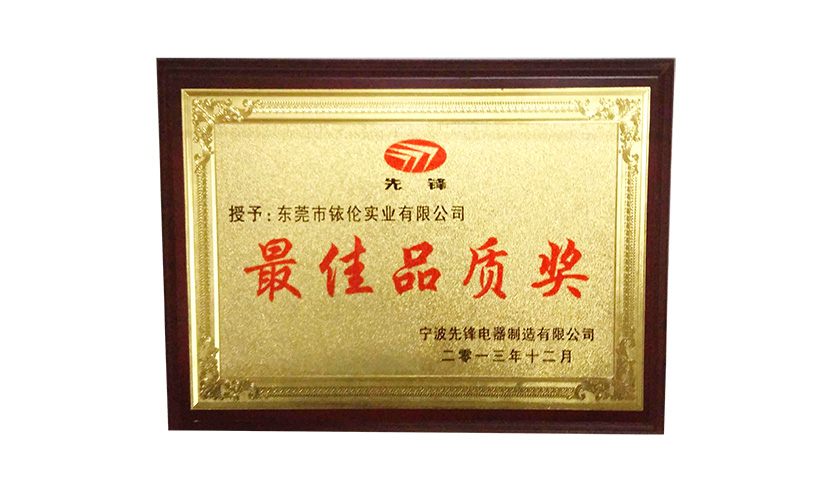 先锋
授予：东莞市铱伦实业有限公司
最佳品质奖
宁波先锋电器制造有限公司
二零一三年十二月